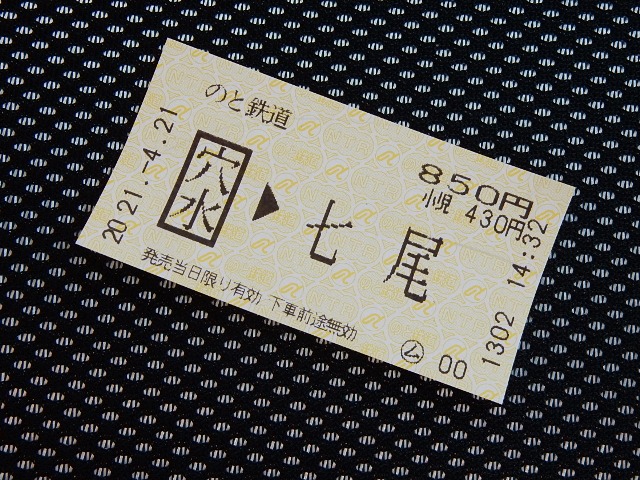 のと鉄道
穴水 ▶ 七尾
850円
小児 430円
2021.-4.21
発売当日限り有効 下車前途無効
㋰ 00
1302 14:32